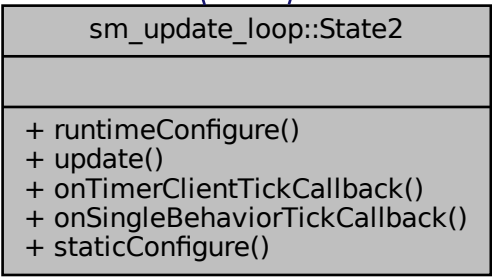 sm_update_loop::State2
+ runtimeConfigure()
+ update()
+ onTimerClientTickCallback()
+ onSingleBehaviorTickCallback()
+ staticConfigure()